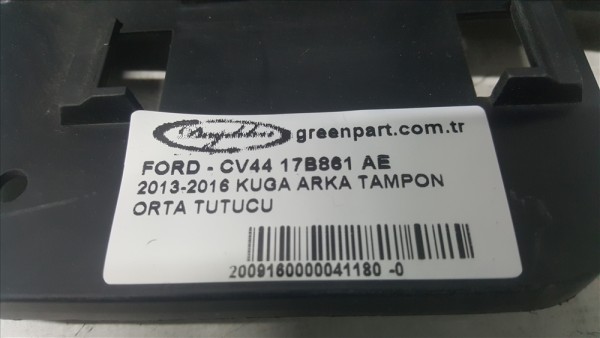 greenpart.com.tr
FORD - CV44 17B861 AE
2013-2016 KUGA ARKA TAMPON
ORTA TUTUCU
2009160000041180 -0